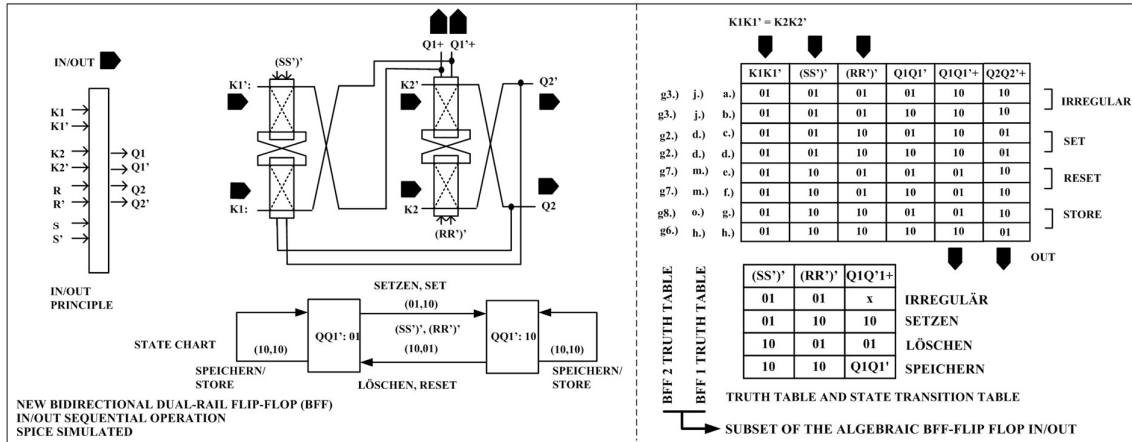 IN/OUT
K1
K1'
K2
K2'
R
R'
S
S'
Q1
Q1'
Q2
Q2'
IN/OUT
PRINCIPLE
(SS')'
K1':
K1:
Q1+ Q1'+
K2'
K2
(RR')'
Q2'
Q2
STATE CHART
SETZEN, SET
(01,10)
QQ1': 01
(SS')', (RR')'
QQ1': 10
(10,10)
(10,01)
(10,10)
SPEICHERN/
STORE
LÖSCHEN, RESET
SPEICHERN/
STORE
NEW BIDIRECTIONAL DUAL-RAIL FLIP-FLOP (BFF)
IN/OUT SEQUENTIAL OPERATION
SPICE SIMULATED
K1K1' = K2K2'
K1K1' (SS')' (RR')' Q1Q1' Q1Q1'+ Q2Q2'+
g3.) j.) a.) 01 01 01 01 10 10
g3.) j.) b.) 01 01 01 10 10 10
IRREGULAR
g2.) d.) c.) 01 01 10 01 10 01
g2.) d.) d.) 01 01 10 10 10 01
SET
g7.) m.) e.) 01 10 01 01 01 10
g7.) m.) f.) 01 10 01 10 01 10
RESET
g8.) o.) g.) 01 10 10 01 01 10
g6.) h.) h.) 01 10 10 10 10 01
STORE
OUT
BFF 2 TRUTH TABLE
BFF 1 TRUTH TABLE
(SS')' (RR')' Q1Q'1+
01 01 x IRREGULÄR
01 10 10 SETZEN
10 01 01 LÖSCHEN
10 10 Q1Q1' SPEICHERN
TRUTH TABLE AND STATE TRANSITION TABLE
SUBSET OF THE ALGEBRAIC BFF-FLIP FLOP IN/OUT